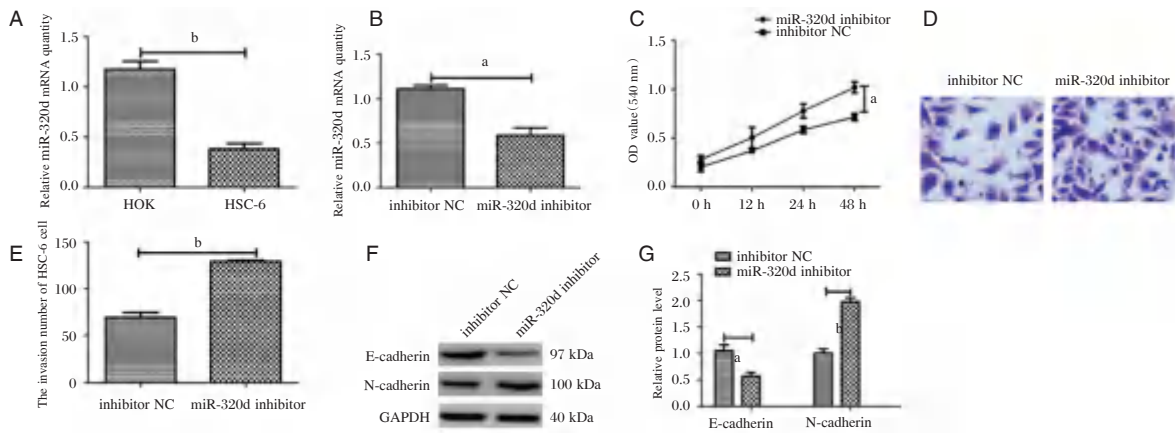 A
Relative miR-320d mRNA quantity
1.5
1.0
0.5
0.0
b
HOK
HSC-6
B
Relative miR-320d mRNA quantity
1.5
1.0
0.5
0.0
a
inhibitor NC
miR-320d inhibitor
C
miR-320d inhibitor
inhibitor NC
OD value (540 nm)
1.5
1.0
0.5
0.0
a
0 h
12 h
24 h
48 h
D
inhibitor NC
miR-320d inhibitor
E
The invasion number of HSC-6 cell
150
100
50
0
b
inhibitor NC
miR-320d inhibitor
F
inhibitor NC
miR-320d inhibitor
E-cadherin
97 kDa
N-cadherin
100 kDa
GAPDH
40 kDa
G
inhibitor NC
miR-320d inhibitor
Relative protein level
2.5
2.0
1.5
1.0
0.5
0.0
a
b
E-cadherin
N-cadherin